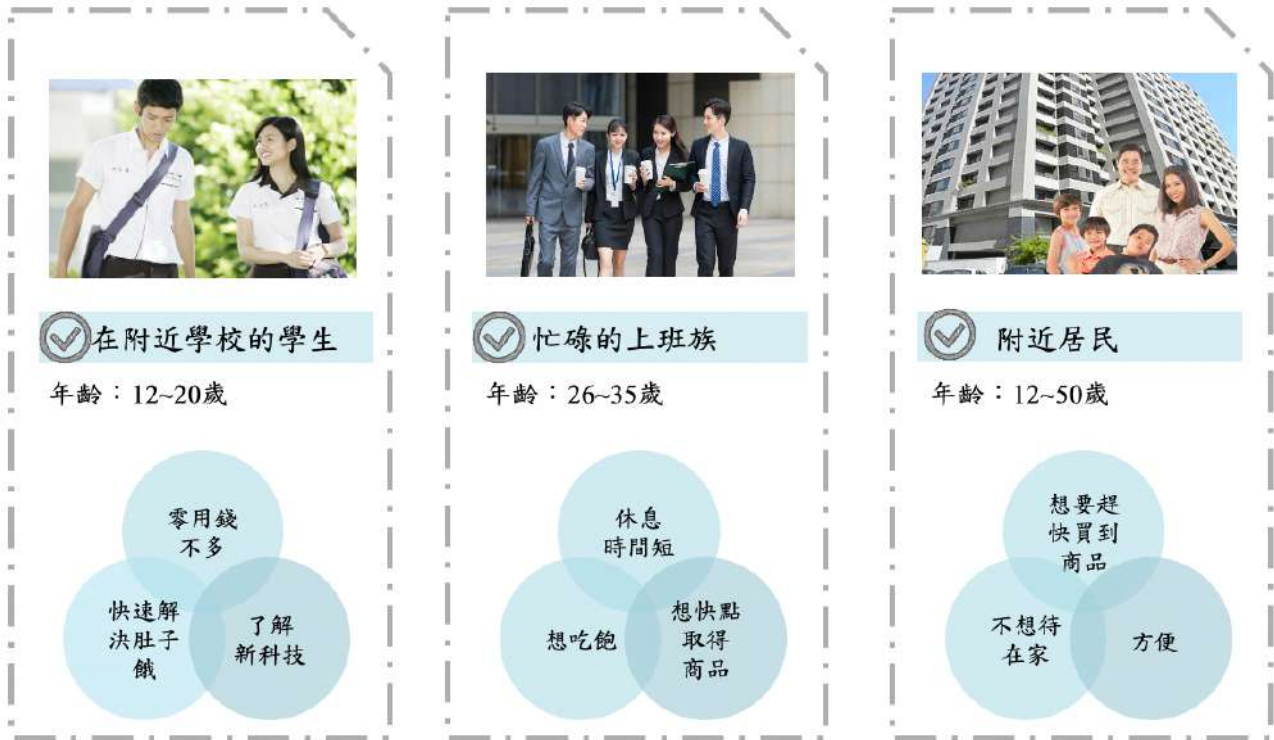 在附近學校的學生
年齡：12~20歲
零用錢
不多
快速解
決肚子
餓
了解
新科技
忙碌的上班族
年齡：26~35歲
休息
時間短
想吃飽
想快點
取得
商品
附近居民
年齡：12~50歲
想要趕
快買到
商品
不想待
在家
方便